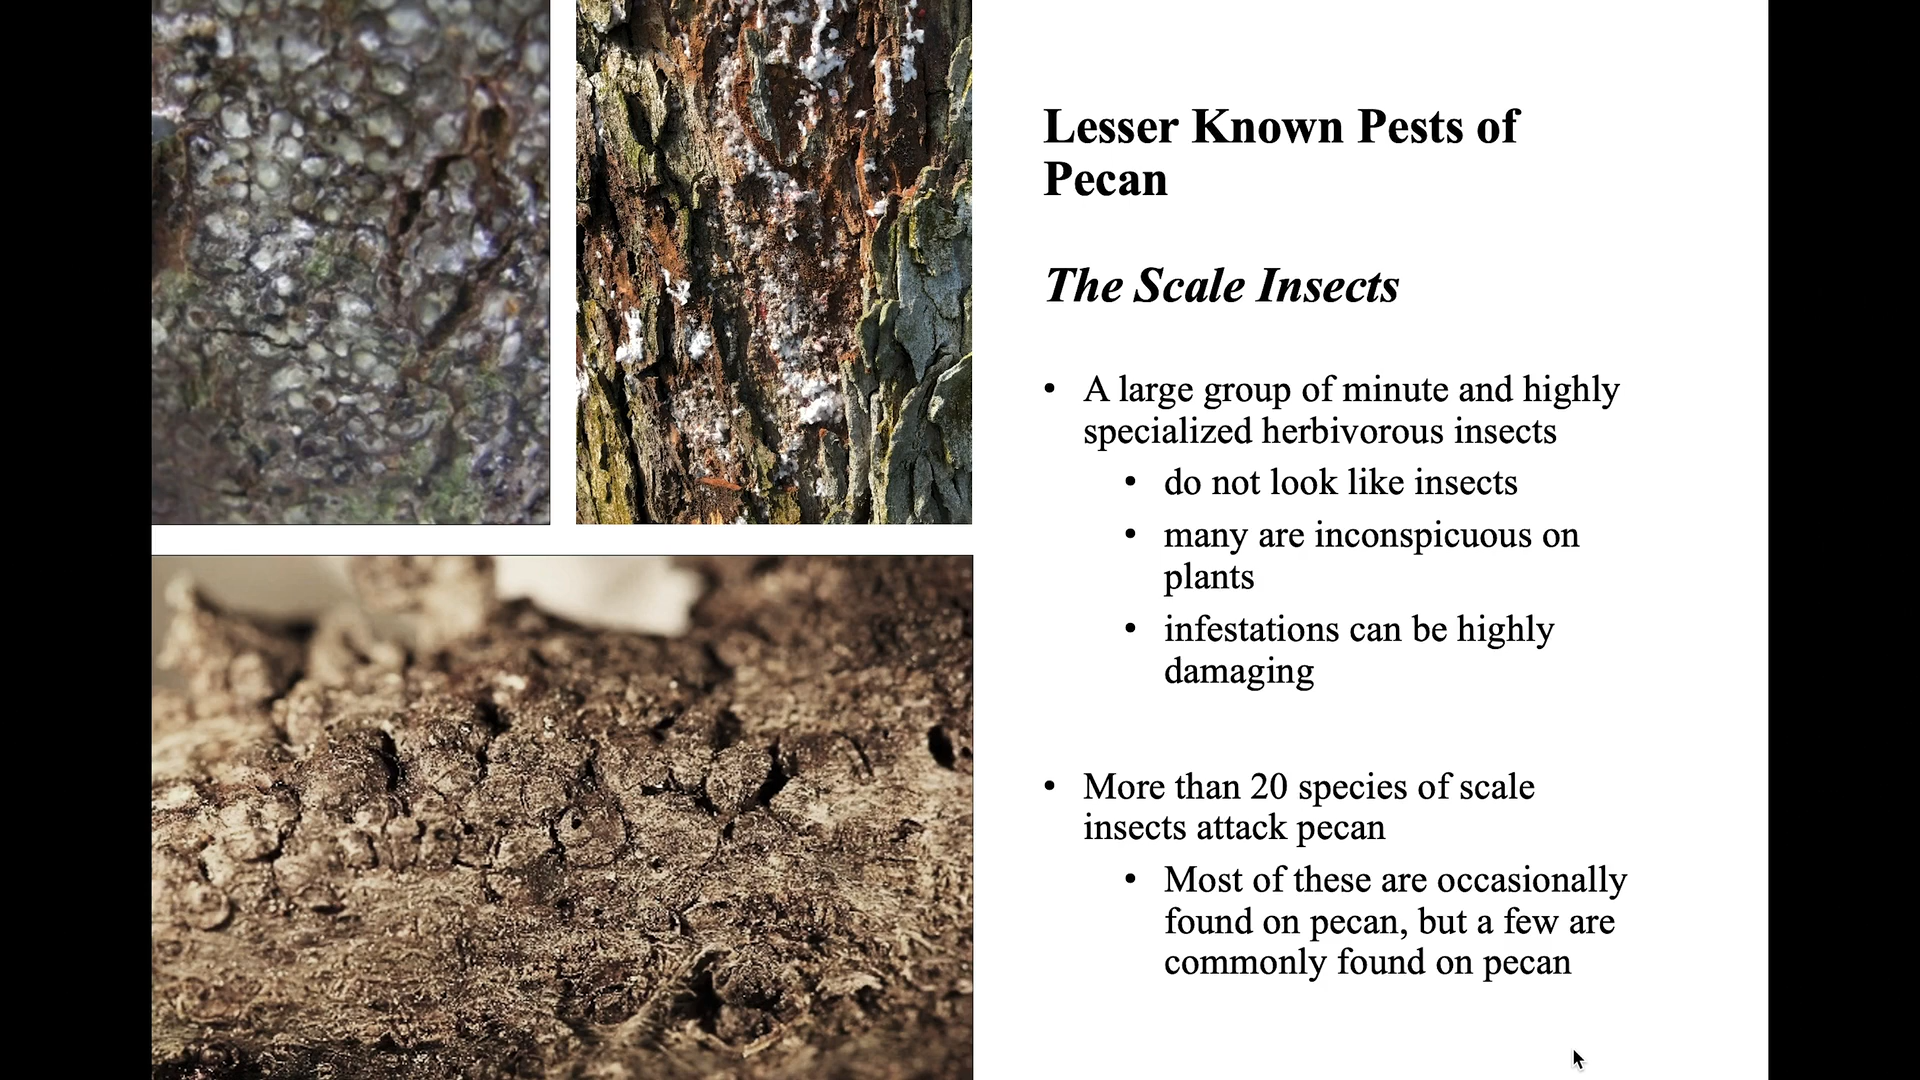 Lesser Known Pests of
Pecan
The Scale Insects
• A large group of minute and highly
specialized herbivorous insects
• do not look like insects
• many are inconspicuous on
plants
• infestations can be highly
damaging
• More than 20 species of scale
insects attack pecan
• Most of these are occasionally
found on pecan, but a few are
commonly found on pecan